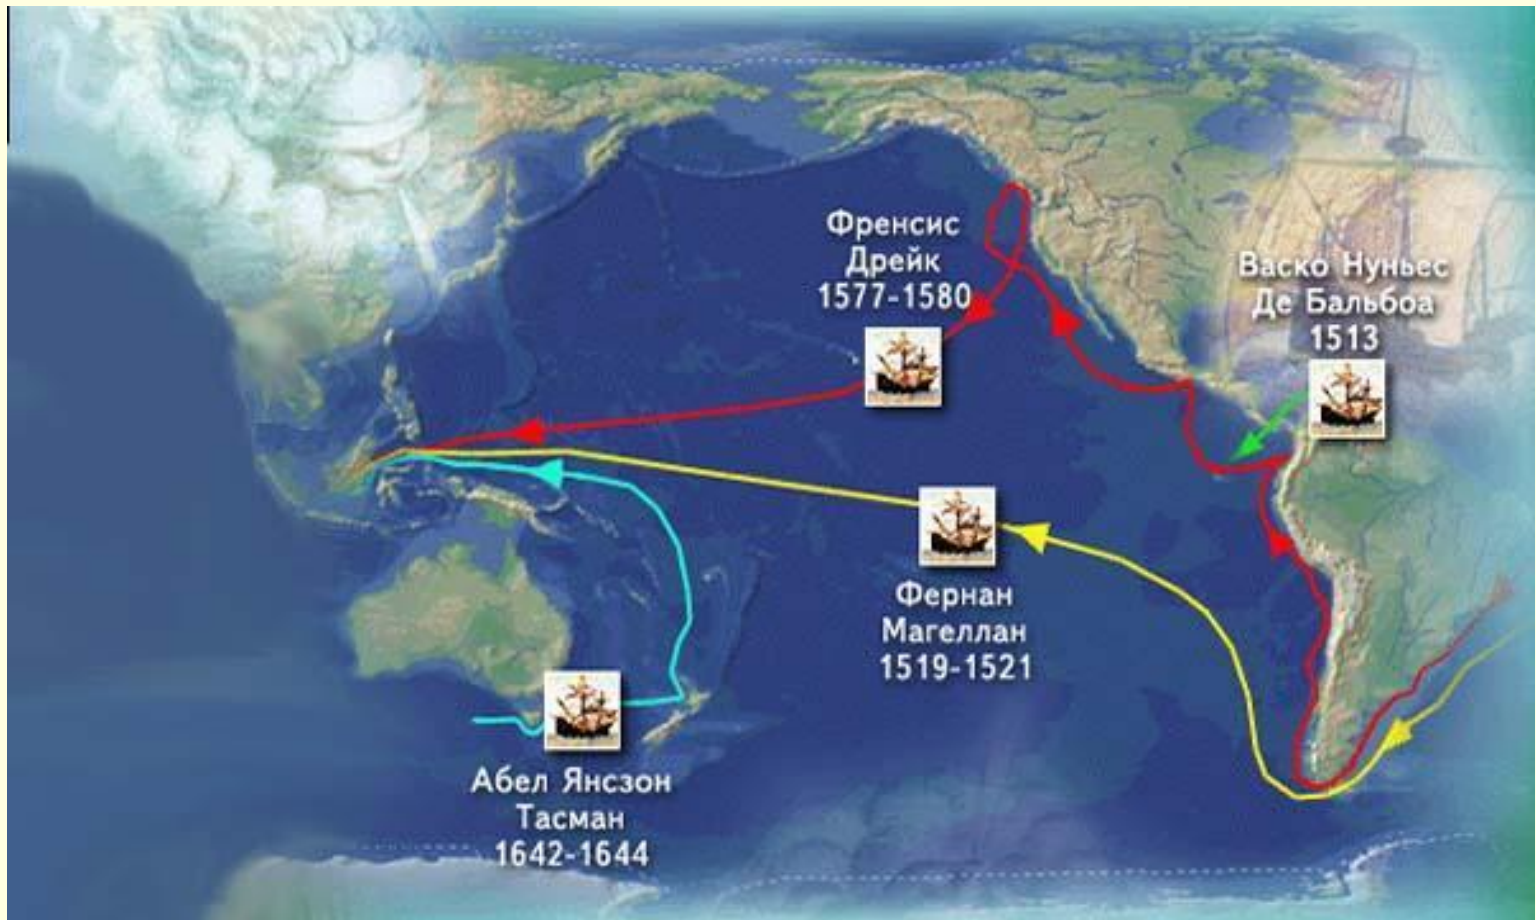 Френсис
Дрейк
1577-1580
Васко Нуньес
Де Бальбоа
1513
Фернан
Магеллан
1519-1521
Абел Янсзон
Тасман
1642-1644